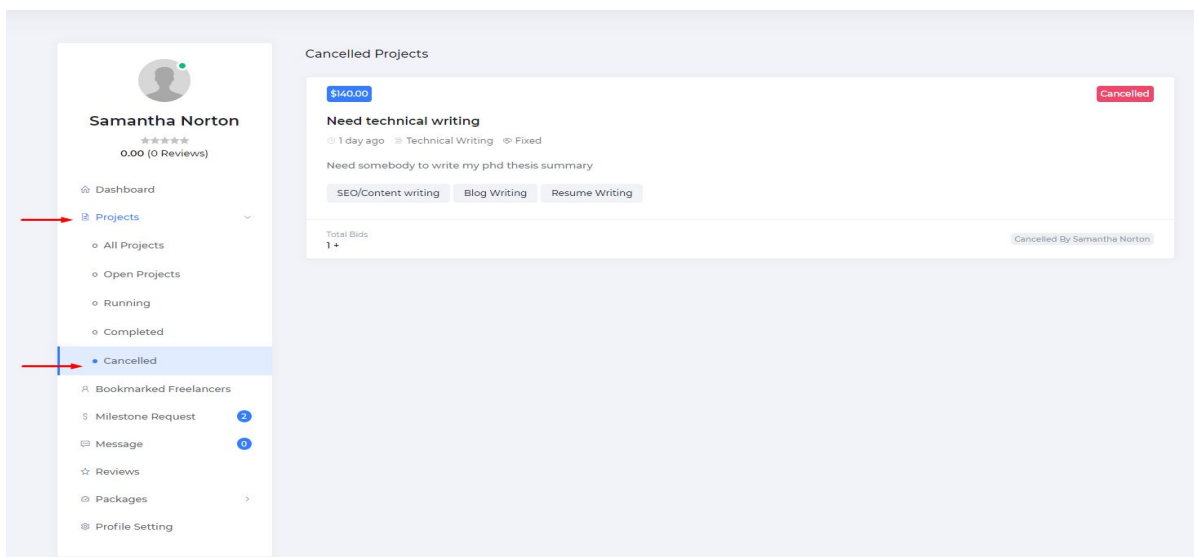 Samantha Norton
0.00 (0 Reviews)
Dashboard
Projects
All Projects
Open Projects
Running
Completed
Cancelled
Bookmarked Freelancers
Milestone Request 2
Message 0
Reviews
Packages
Profile Setting
Cancelled Projects
$140.00 Cancelled
Need technical writing
1 day ago Technical Writing Fixed
Need somebody to write my phd thesis summary
SEO/Content writing Blog Writing Resume Writing
Total Bids
1 +
Cancelled By Samantha Norton